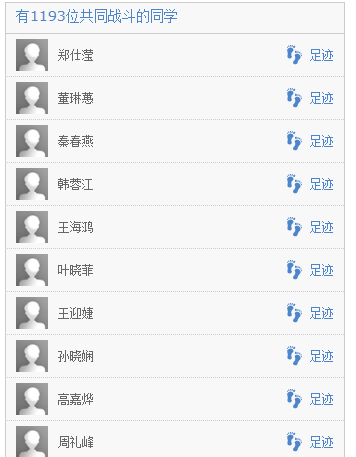 有1193位共同战斗的同学
郑仕莹 足迹
董琳蕙 足迹
秦春燕 足迹
韩蓉江 足迹
王海鸿 足迹
叶晓菲 足迹
王迎婕 足迹
孙晓娴 足迹
高嘉烨 足迹
周礼峰 足迹